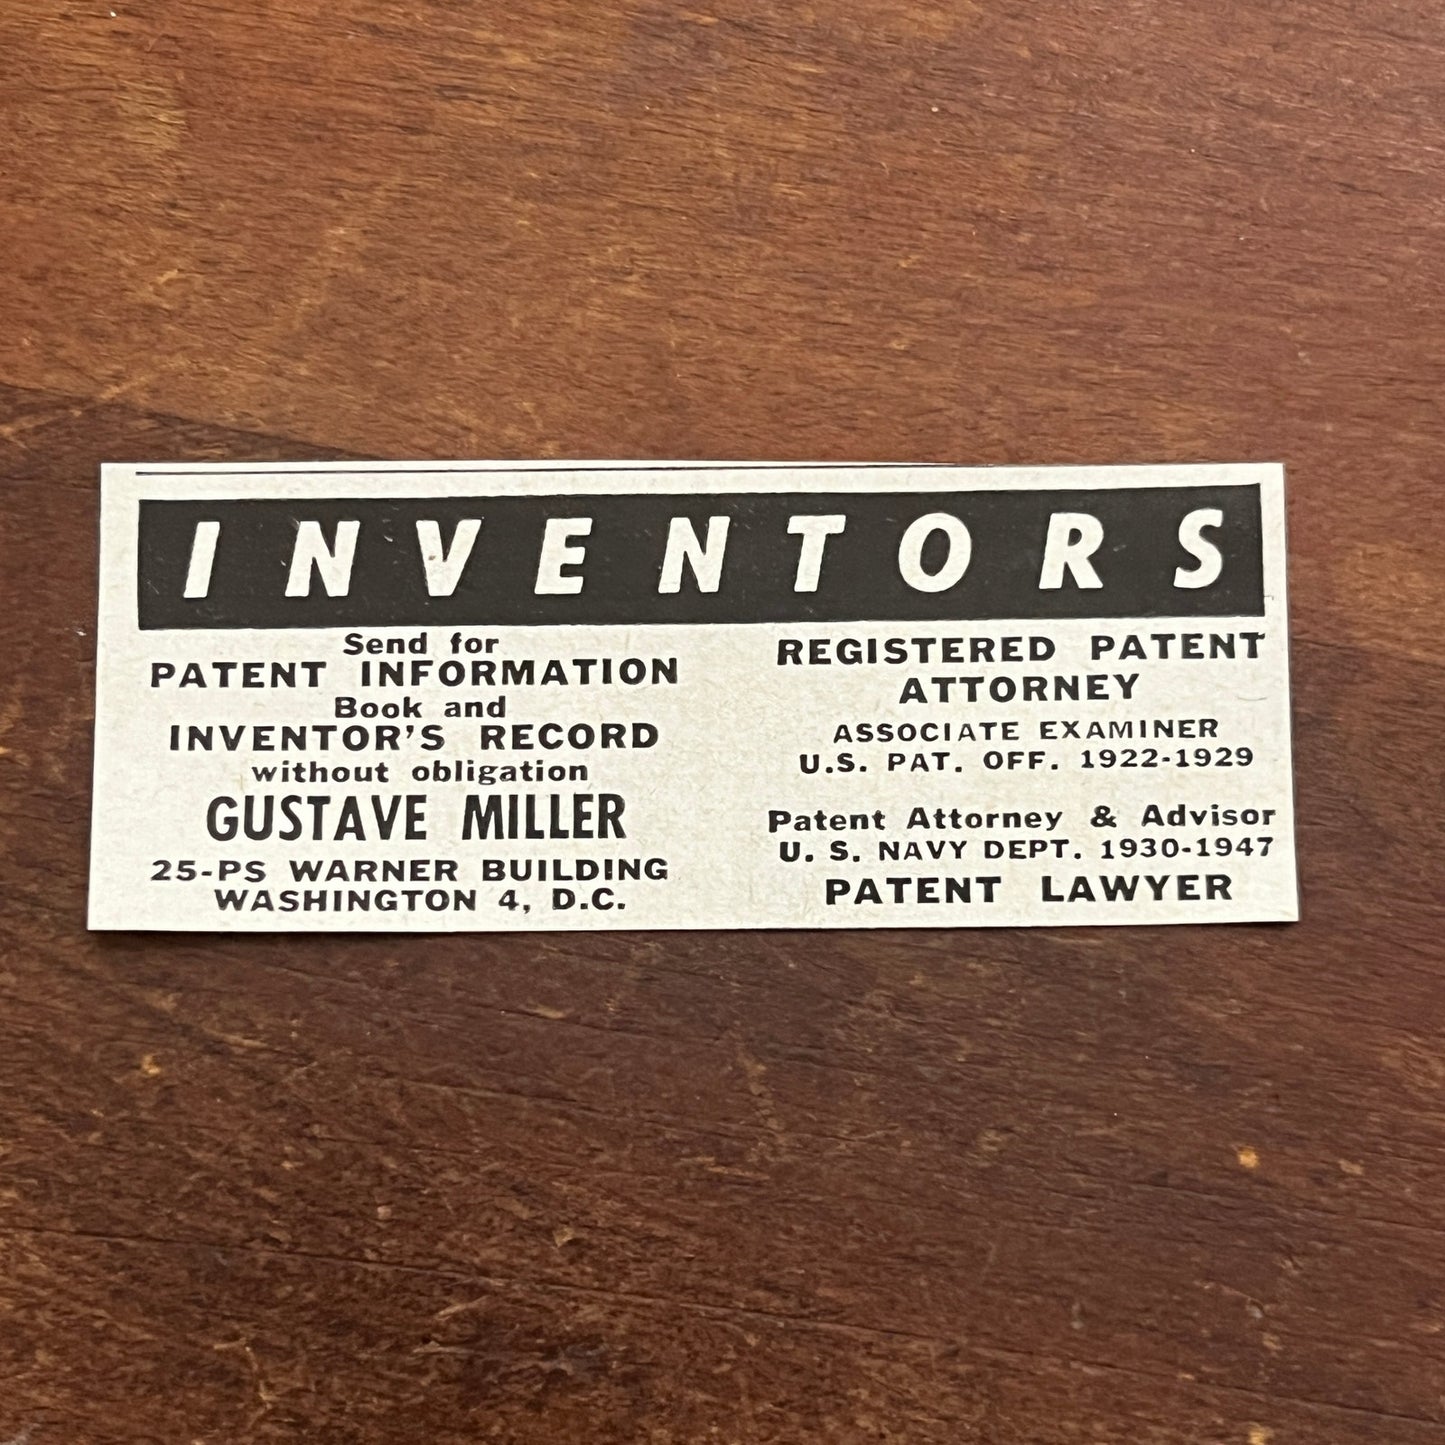 INVENTORS
Send for
PATENT INFORMATION
Book and
INVENTOR'S RECORD
without obligation
GUSTAVE MILLER
25-PS WARNER BUILDING
WASHINGTON 4, D.C.
REGISTERED PATENT
ATTORNEY
ASSOCIATE EXAMINER
U.S. PAT. OFF. 1922-1929
Patent Attorney & Advisor
U. S. NAVY DEPT. 1930-1947
PATENT LAWYER